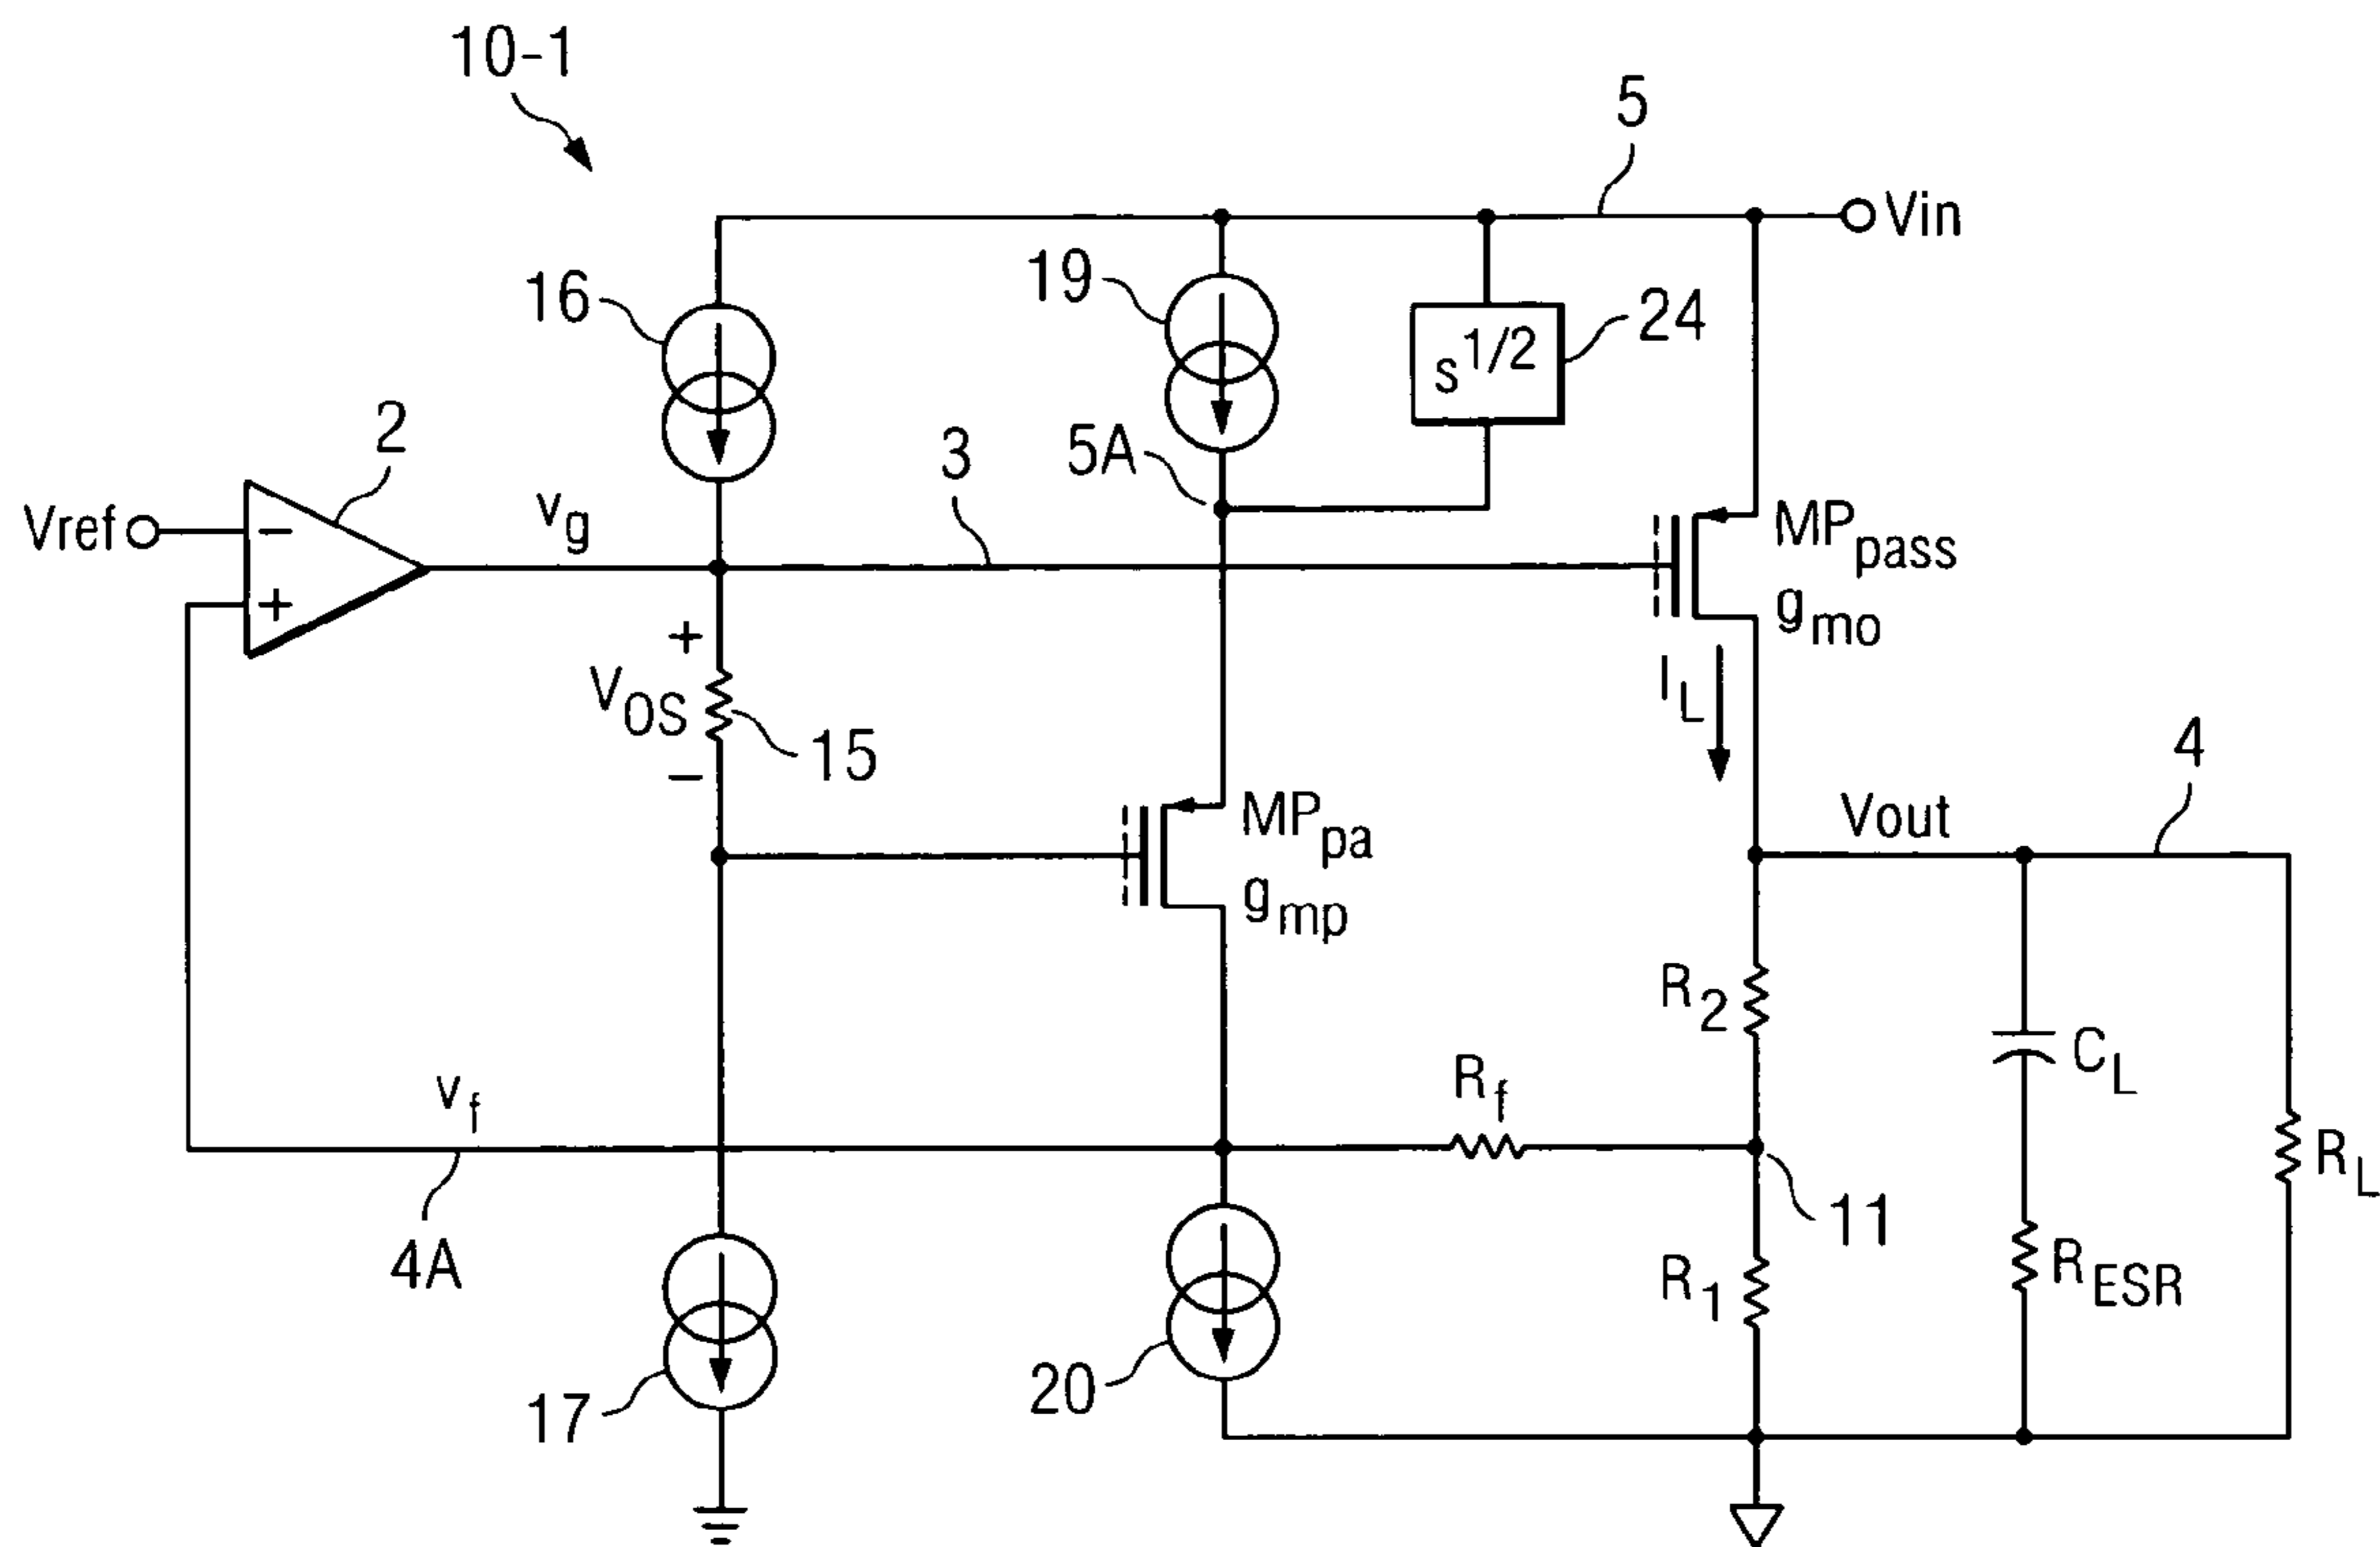 10-1
5
Vin
16
19
s^1/2
24
2
3
5A
Vref
−
+
vg
MPpass
gmo
IL
+
VOS
−
15
MPpa
gmp
Vout
4
R2
Rf
CL
vf
4A
11
RL
R1
RESR
17
20